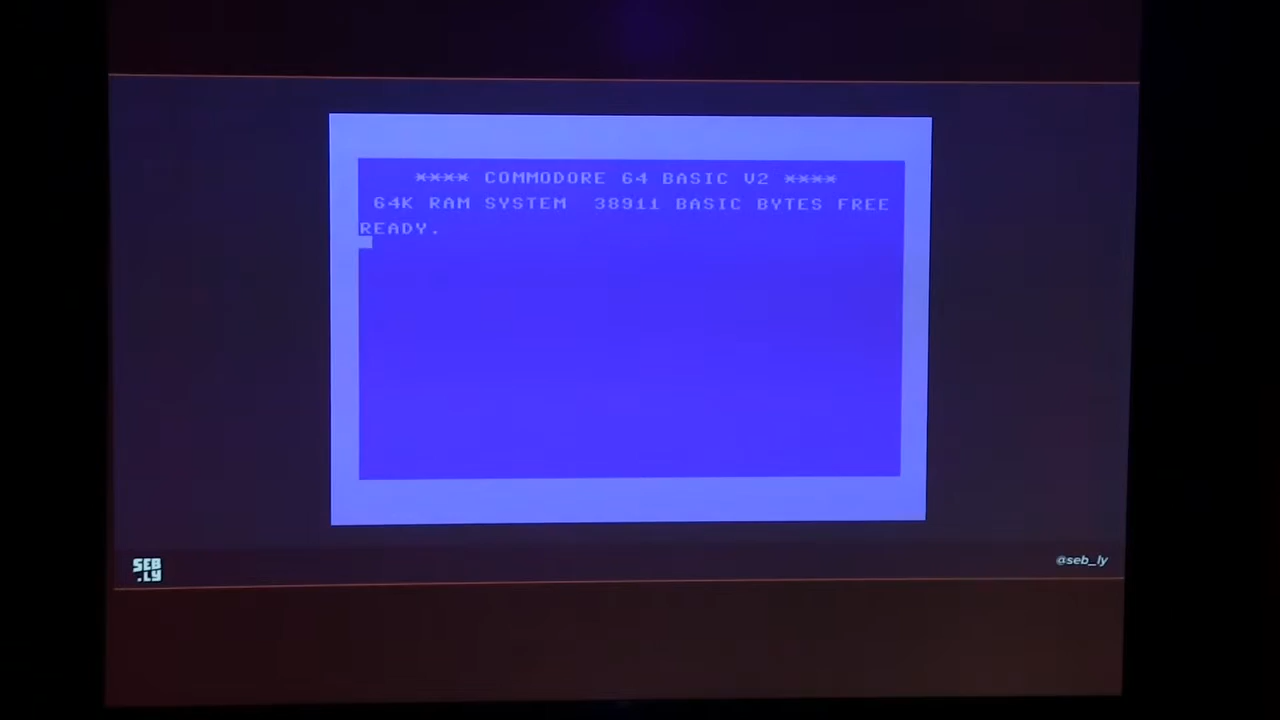 **** COMMODORE 64 BASIC V2 ****
64K RAM SYSTEM  38911 BASIC BYTES FREE
READY.
SEB
.LY
@seb_ly